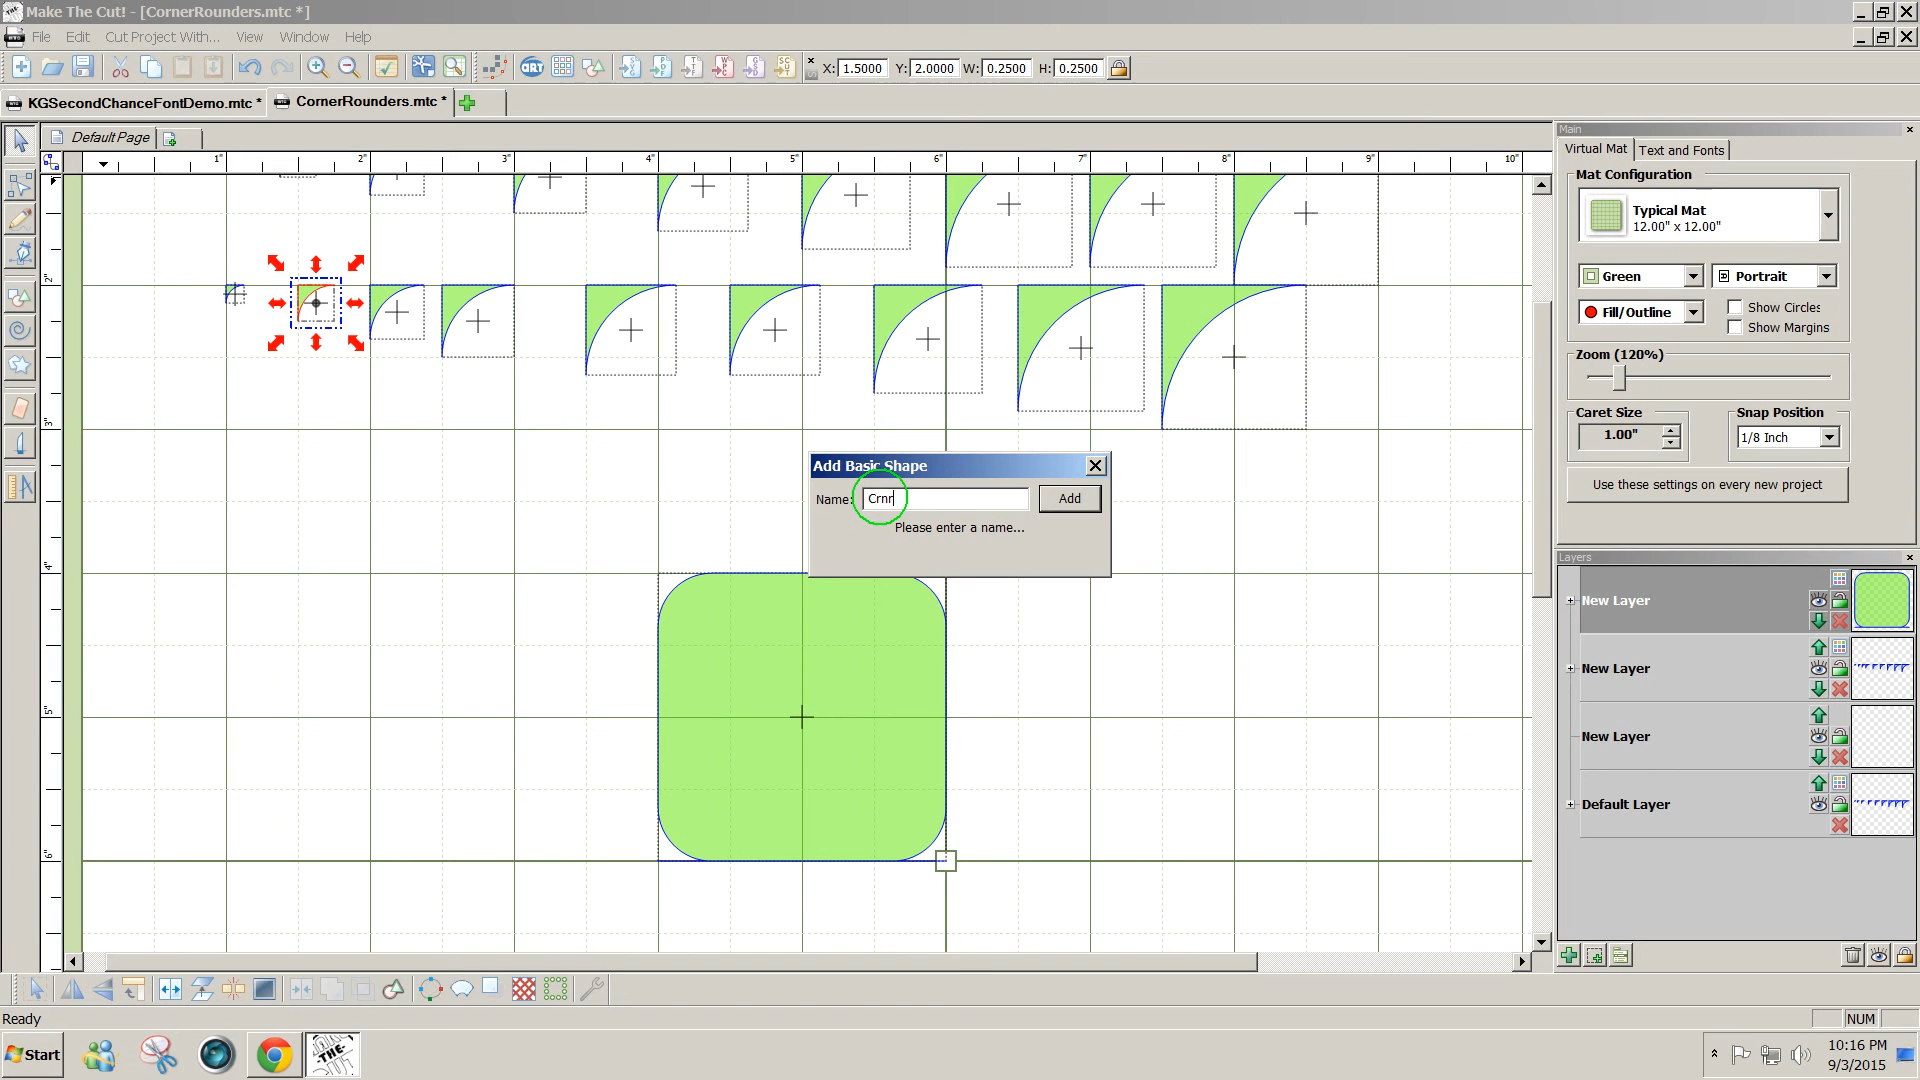 Make The Cut! - [CornerRounders.mtc *]
File Edit Cut Project With... View Window Help
X: 1.5000 Y: 2.0000 W: 0.2500 H: 0.2500
KGSecondChanceFontDemo.mtc * CornerRounders.mtc *
Default Page
1" 2" 3" 4" 5" 6" 7" 8" 9" 10"
2"
3"
4"
5"
6"
Add Basic Shape
Name: Crnr Add
Please enter a name...
Main
Virtual Mat Text and Fonts
Mat Configuration
Typical Mat
12.00" x 12.00"
Green Portrait
Fill/Outline Show Circles
Show Margins
Zoom (120%)
Caret Size Snap Position
1.00" 1/8 Inch
Use these settings on every new project
Layers
New Layer
New Layer
New Layer
Default Layer
Ready NUM
Start
10:16 PM
9/3/2015